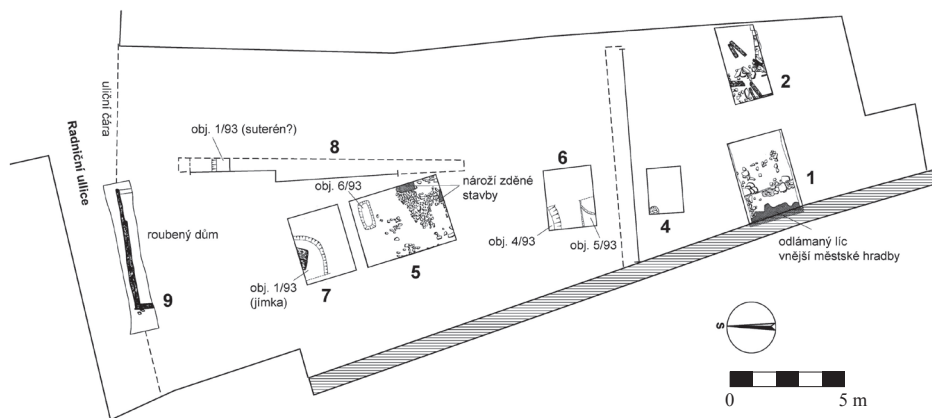 uliční čára
Radniční ullice
obj. 1/93 (suterén?)
8
obj. 6/93
nároží zděné
stavby
6
2
1
4
obj. 4/93
obj. 5/93
odlámaný líc
vnější městské hradby
roubený dům
9
obj. 1/93
(jímka)
7
5
S
0
5 m